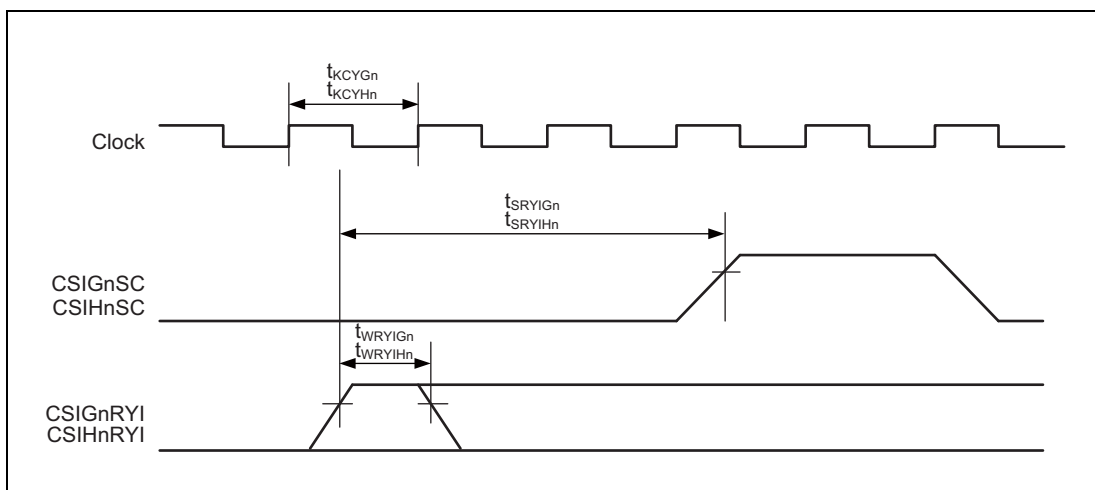 tKCYGn
tKCYHn
Clock
tSRYIGn
tSRYIHn
CSIGnSC
CSIHnSC
tWRYIGn
tWRYIHn
CSIGnRYI
CSIHnRYI